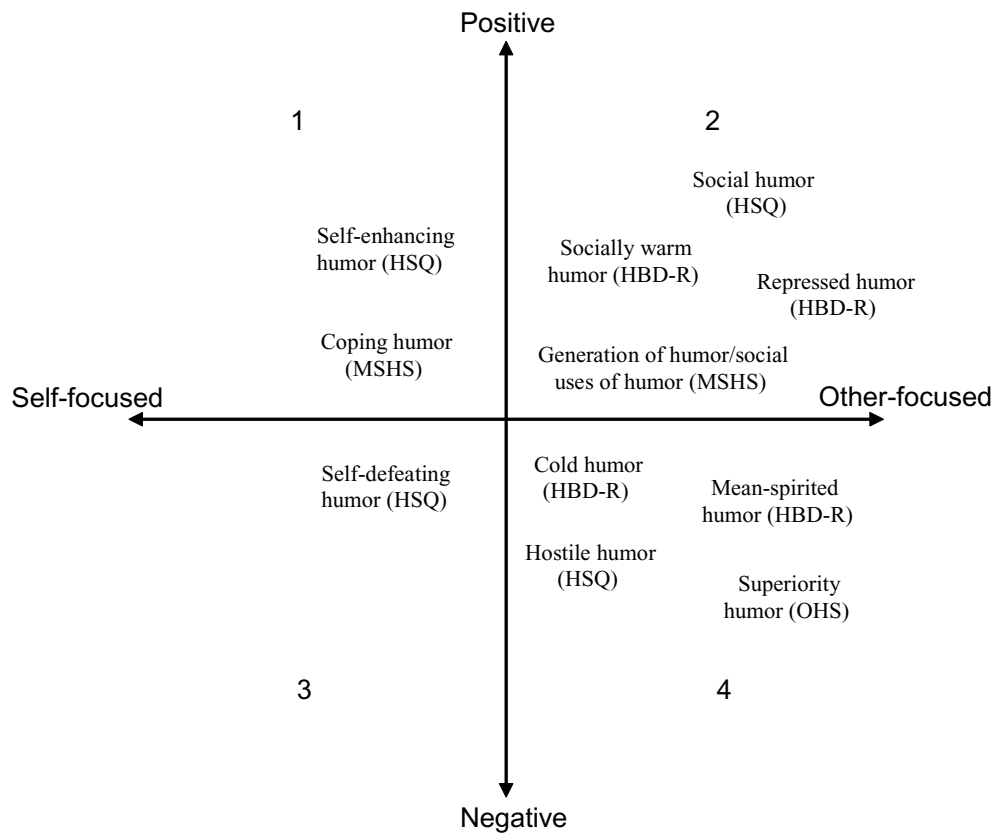 Positive
1
2
Social humor
(HSQ)
Self-enhancing
humor (HSQ)
Socially warm
humor (HBD-R)
Repressed humor
(HBD-R)
Coping humor
(MSHS)
Generation of humor/social
uses of humor (MSHS)
Self-focused
Other-focused
Self-defeating
humor (HSQ)
Cold humor
(HBD-R)
Mean-spirited
humor (HBD-R)
Hostile humor
(HSQ)
Superiority
humor (OHS)
3
4
Negative